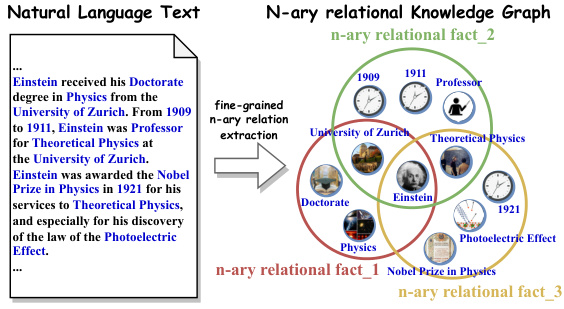 Natural Language Text
...
Einstein received his Doctorate
degree in Physics from the
University of Zurich. From 1909
to 1911, Einstein was Professor
for Theoretical Physics at
the University of Zurich.
Einstein was awarded the Nobel
Prize in Physics in 1921 for his
services to Theoretical Physics,
and especially for his discovery
of the law of the Photoelectric
Effect.
...
fine-grained
n-ary relation
extraction
N-ary relational Knowledge Graph
n-ary relational fact_2
1909
1911
Professor
University of Zurich
Theoretical Physics
Doctorate
Einstein
1921
Physics
Photoelectric Effect
Nobel Prize in Physics
n-ary relational fact_1
n-ary relational fact_3